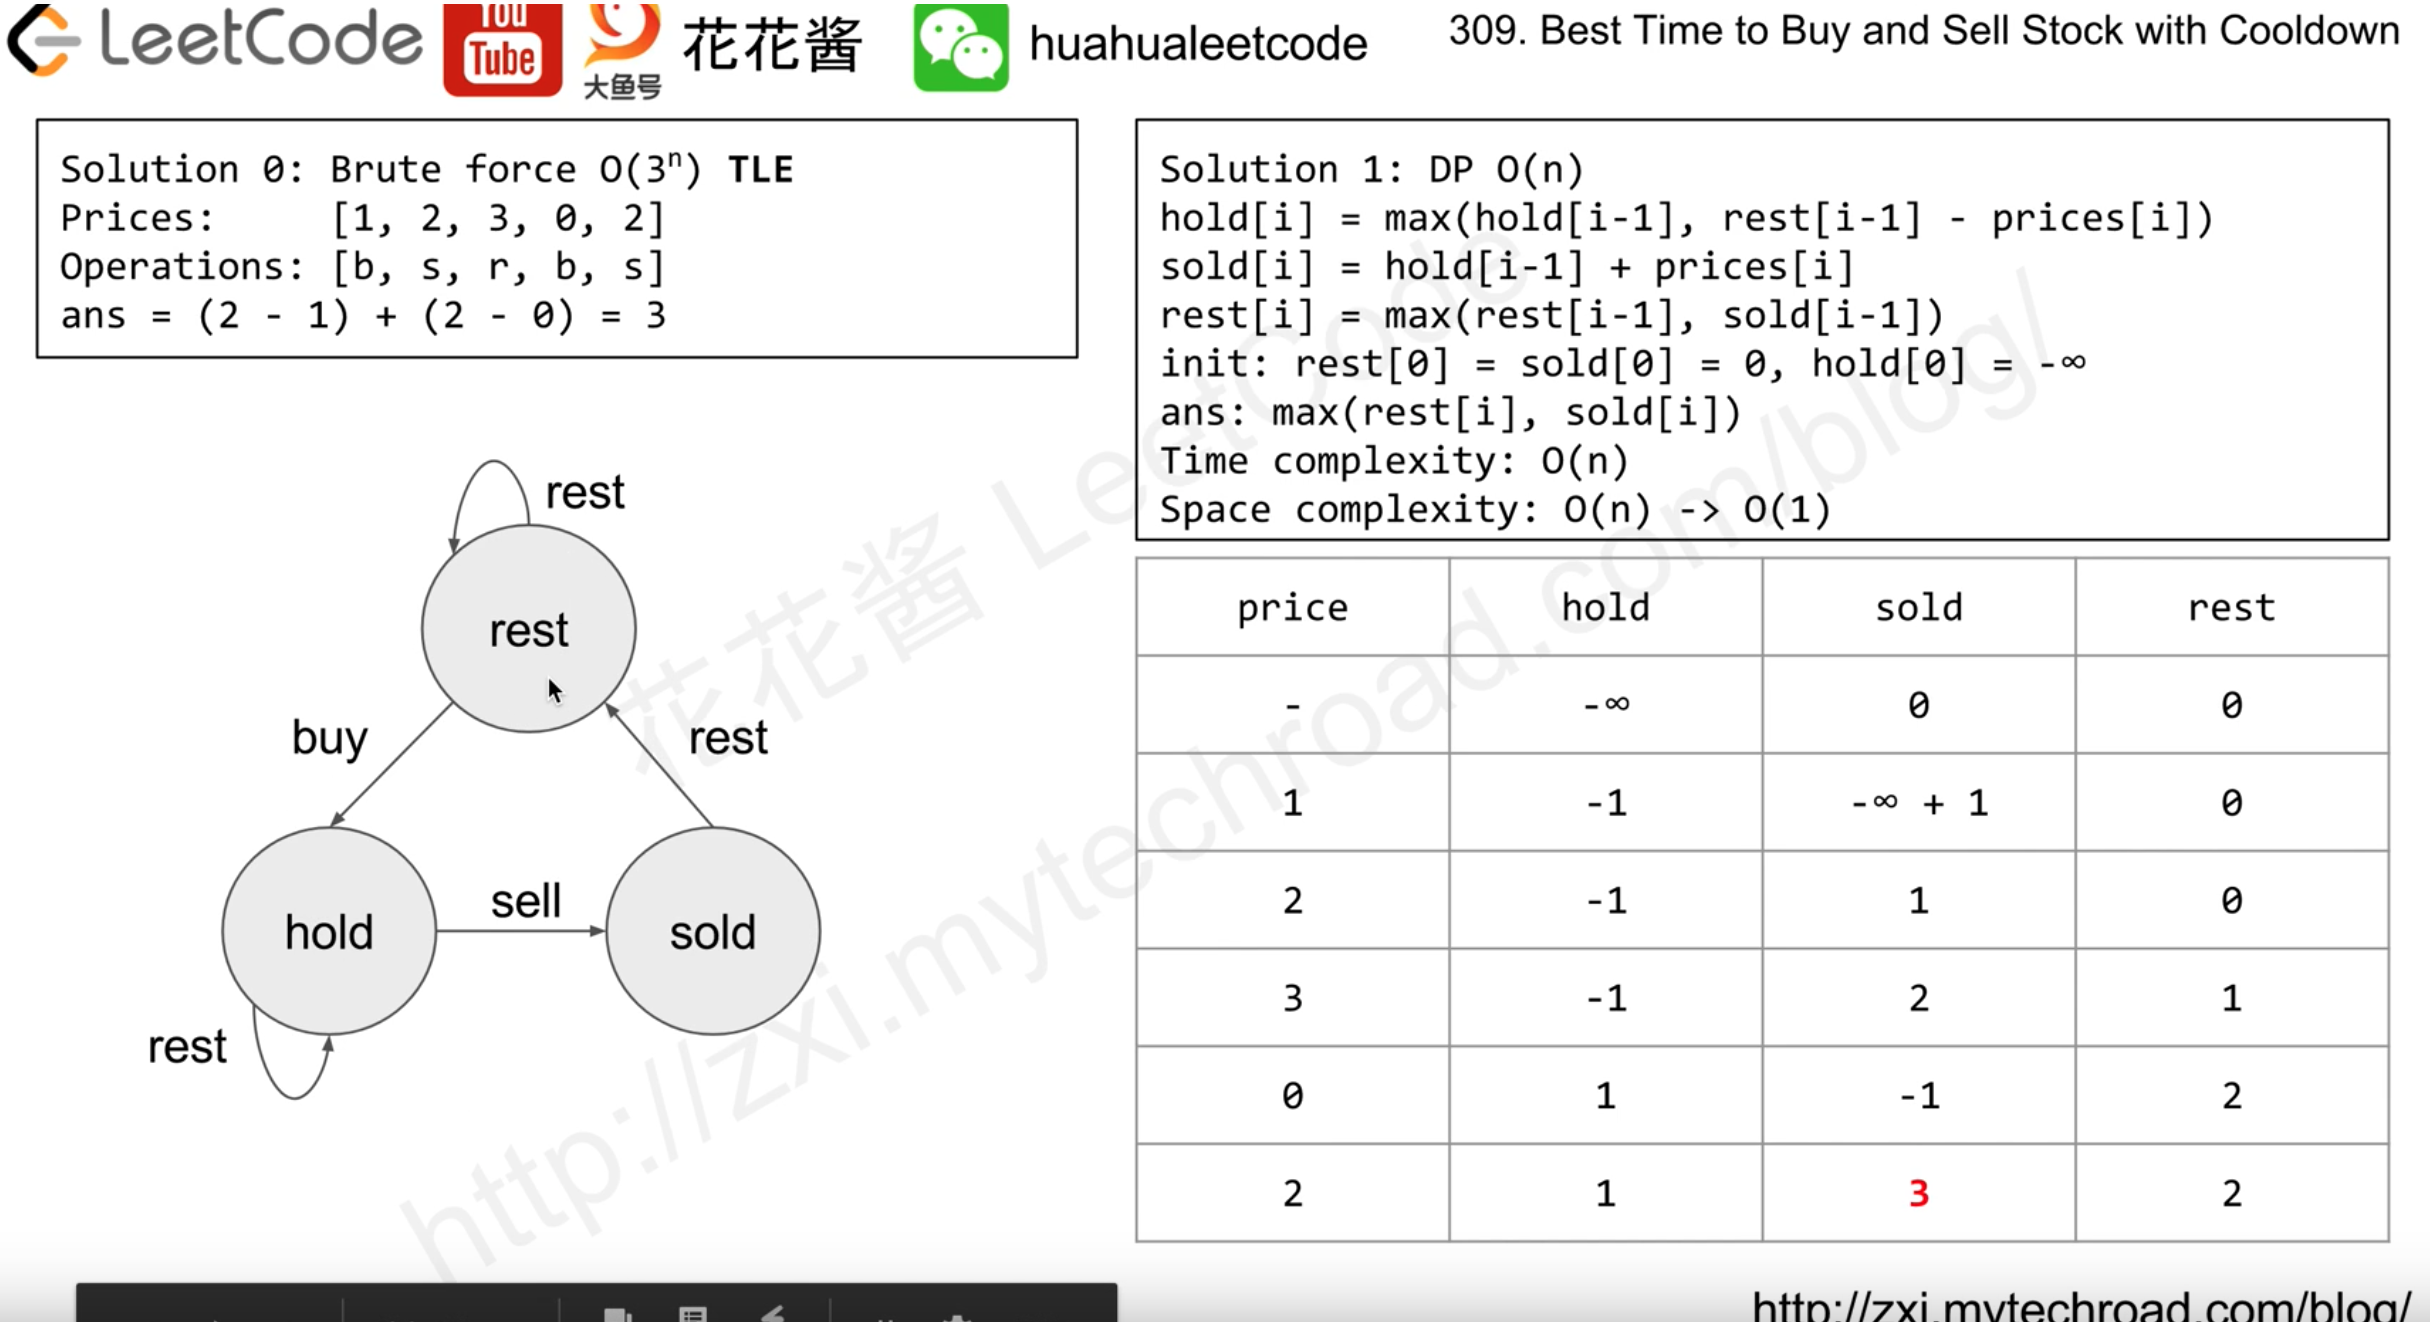 LeetCode
You
Tube
大鱼号
花花酱
huahualeetcode
309. Best Time to Buy and Sell Stock with Cooldown
Solution 0: Brute force O(3ⁿ) TLE
Prices: [1, 2, 3, 0, 2]
Operations: [b, s, r, b, s]
ans = (2 - 1) + (2 - 0) = 3
Solution 1: DP O(n)
hold[i] = max(hold[i-1], rest[i-1] - prices[i])
sold[i] = hold[i-1] + prices[i]
rest[i] = max(rest[i-1], sold[i-1])
init: rest[0] = sold[0] = 0, hold[0] = -∞
ans: max(rest[i], sold[i])
Time complexity: O(n)
Space complexity: O(n) -> O(1)
rest
rest
buy
rest
hold
sell
sold
rest
price hold sold rest
- -∞ 0 0
1 -1 -∞ + 1 0
2 -1 1 0
3 -1 2 1
0 1 -1 2
2 1 3 2
花花酱 LeetCode
http://zxi.mytechroad.com/blog/
http://zxi.mytechroad.com/blog/